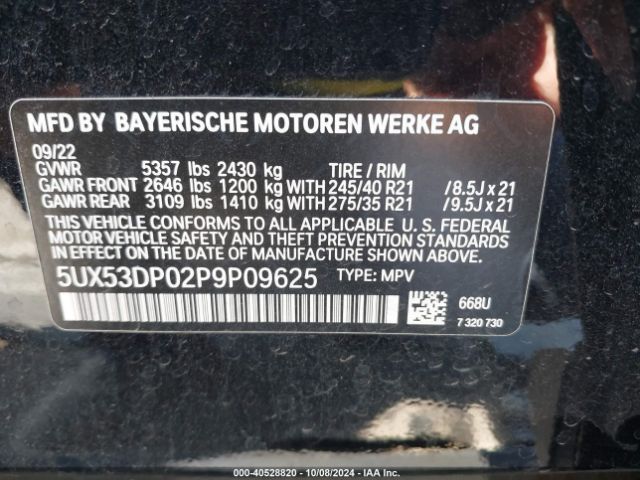 MFD BY BAYERISCHE MOTOREN WERKE AG
09/22
GVWR 5357 lbs 2430 kg TIRE / RIM
GAWR FRONT 2646 lbs 1200 kg WITH 245/40 R21 /8.5J x 21
GAWR REAR 3109 lbs 1410 kg WITH 275/35 R21 /9.5J x 21
THIS VEHICLE CONFORMS TO ALL APPLICABLE U. S. FEDERAL
MOTOR VEHICLE SAFETY AND THEFT PREVENTION STANDARDS
IN EFFECT ON THE DATE OF MANUFACTURE SHOWN ABOVE.
5UX53DP02P9P09625 TYPE: MPV
668U
7 320 730
000-40528820 | 10/08/2024 | IAA Inc.